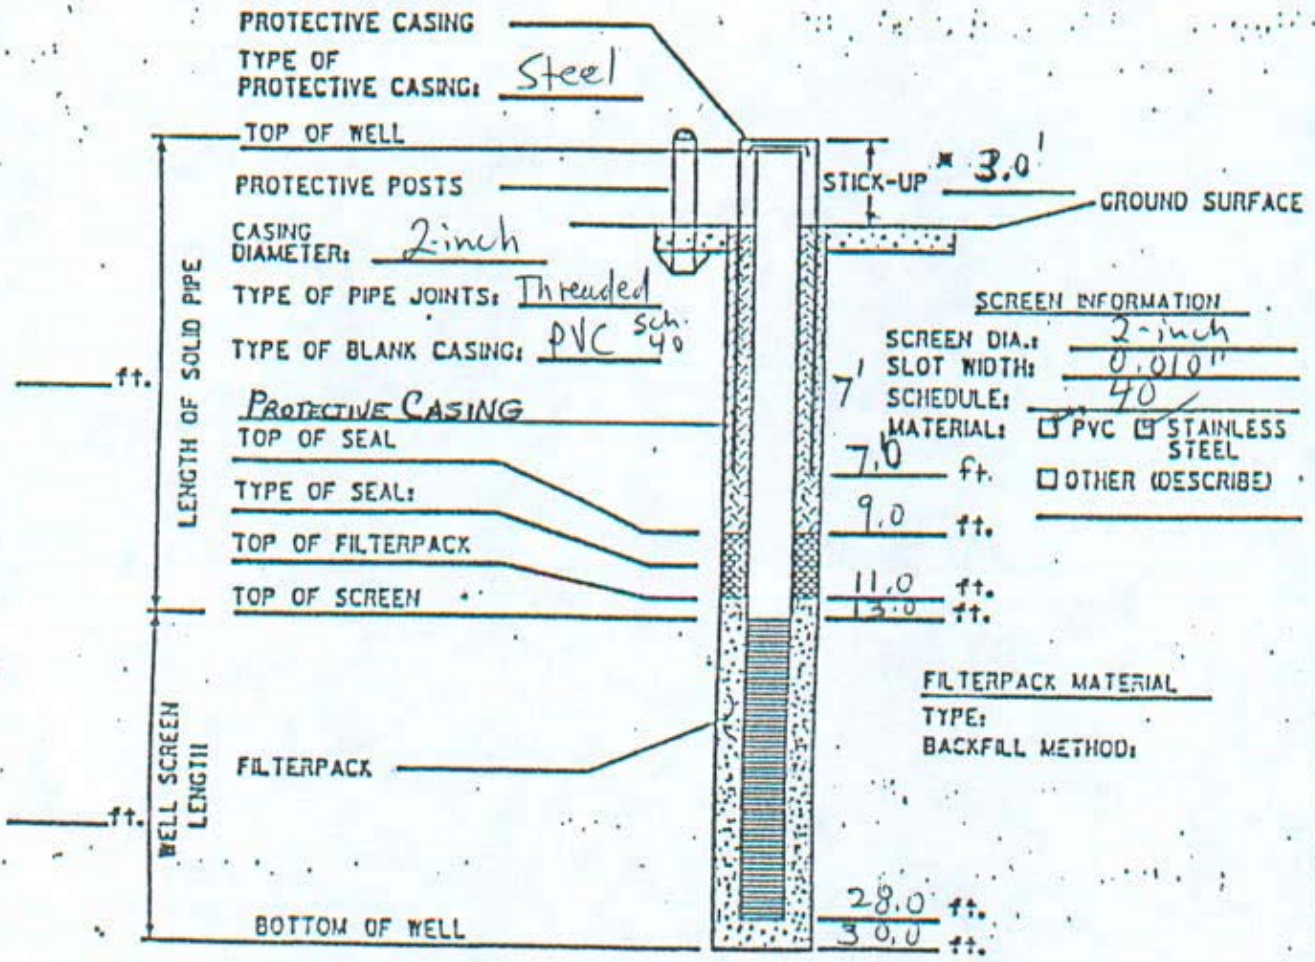 PROTECTIVE CASING
TYPE OF
PROTECTIVE CASING: Steel
TOP OF WELL
STICK-UP * 3.0'
PROTECTIVE POSTS
GROUND SURFACE
CASING
DIAMETER: 2-inch
TYPE OF PIPE JOINTS: Threaded
TYPE OF BLANK CASING: PVC Sch. 40
SCREEN INFORMATION
SCREEN DIA.: 2-inch
SLOT WIDTH: 0.010"
SCHEDULE: 40
MATERIAL: PVC STAINLESS
STEEL
OTHER (DESCRIBE)
7'
LENGTH OF SOLID PIPE
ft.
PROTECTIVE CASING
7.0 ft.
TOP OF SEAL
9.0 ft.
TYPE OF SEAL:
TOP OF FILTERPACK
11.0 ft.
TOP OF SCREEN
13.0 ft.
FILTERPACK MATERIAL
TYPE:
BACKFILL METHOD:
WELL SCREEN
LENGTH
ft.
FILTERPACK
28.0 ft.
BOTTOM OF WELL
30.0 ft.